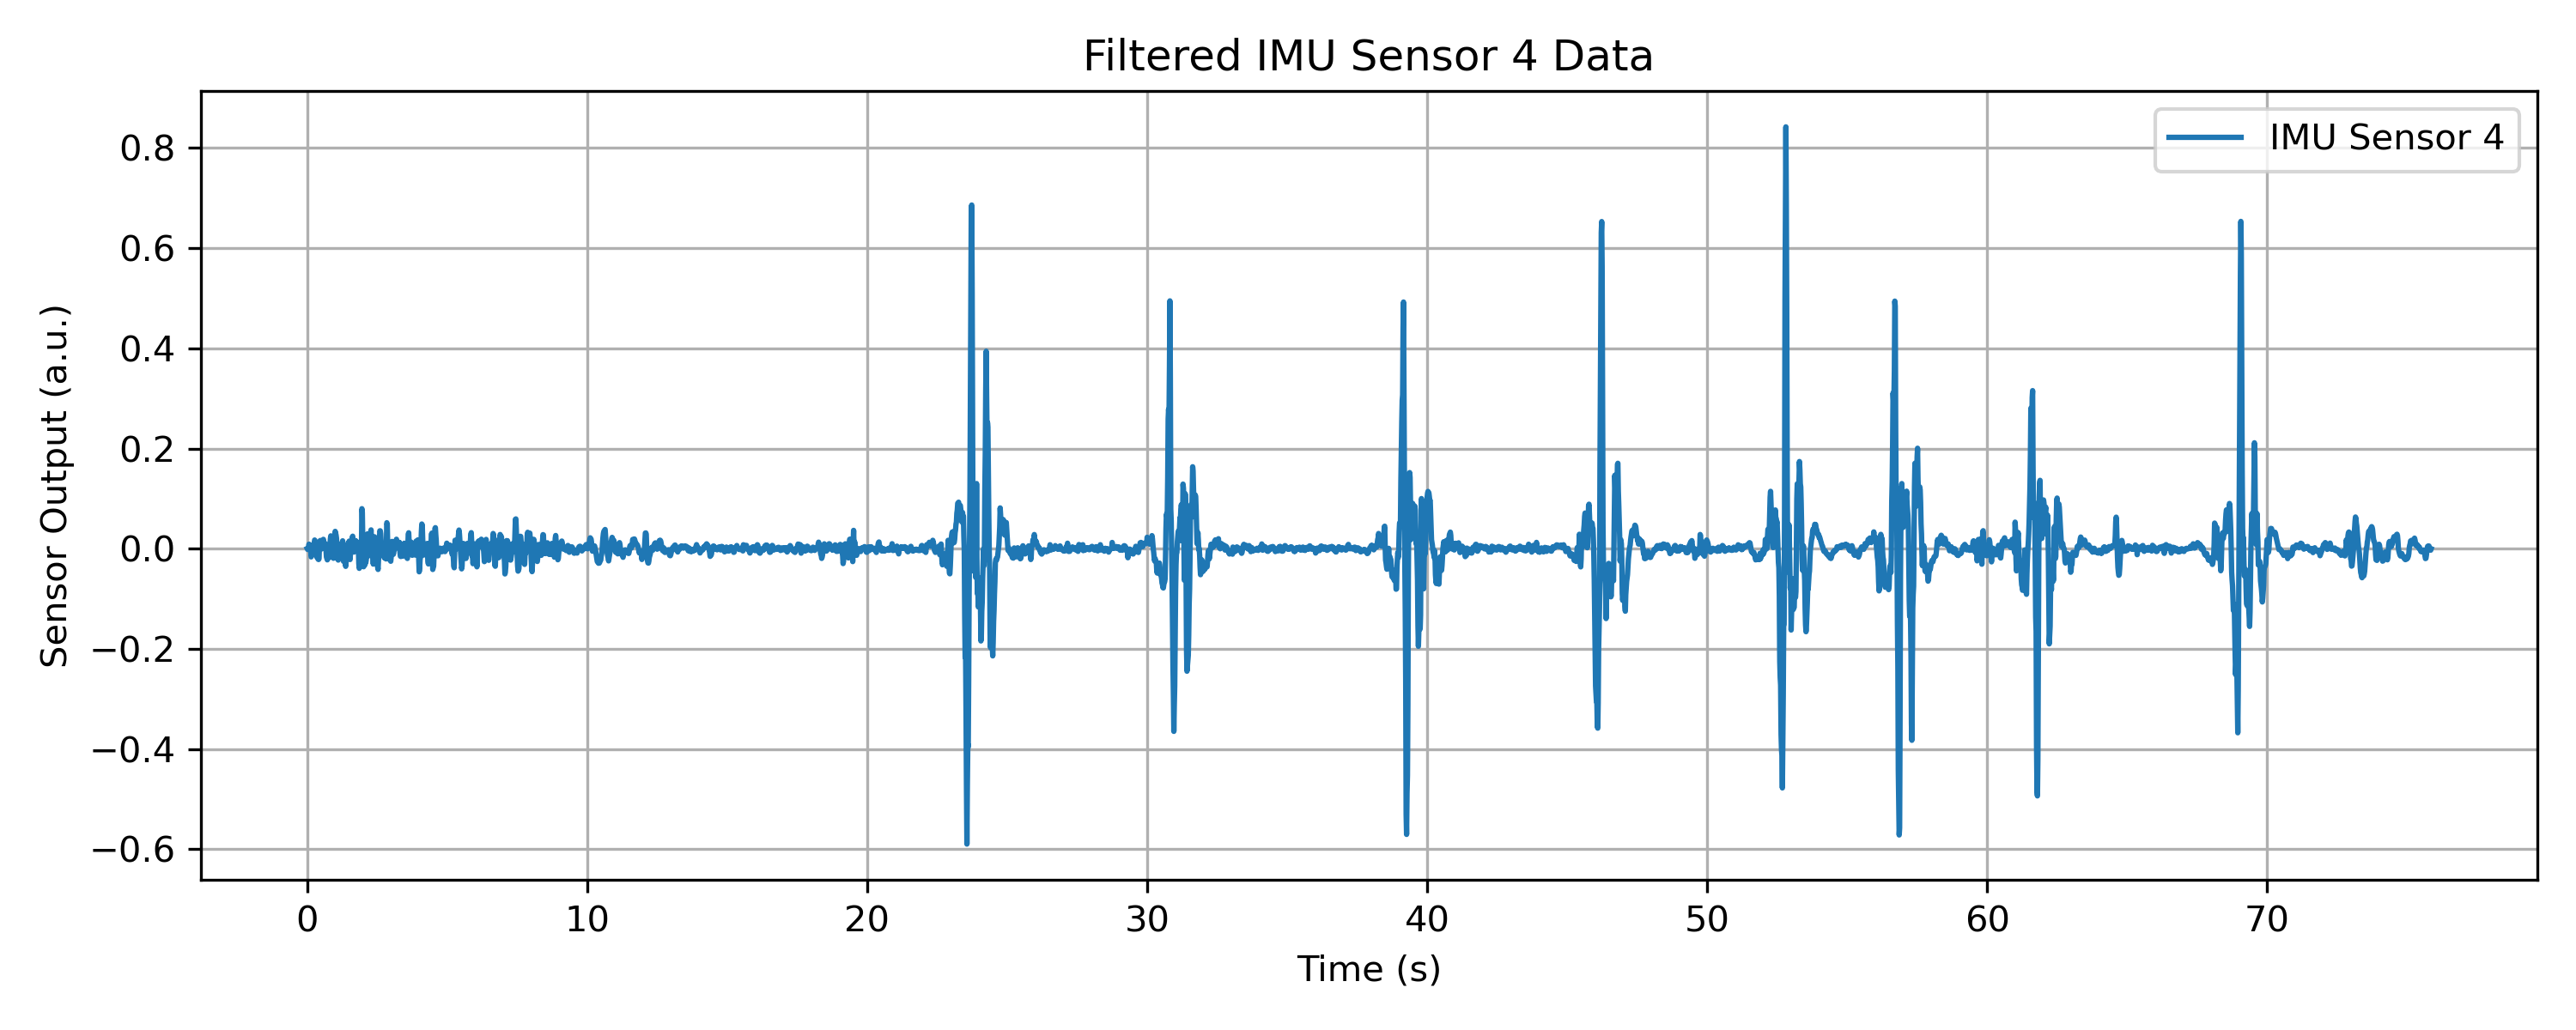 Filtered IMU Sensor 4 Data
IMU Sensor 4
Sensor Output (a.u.)
0.8
0.6
0.4
0.2
0.0
−0.2
−0.4
−0.6
0 10 20 30 40 50 60 70
Time (s)